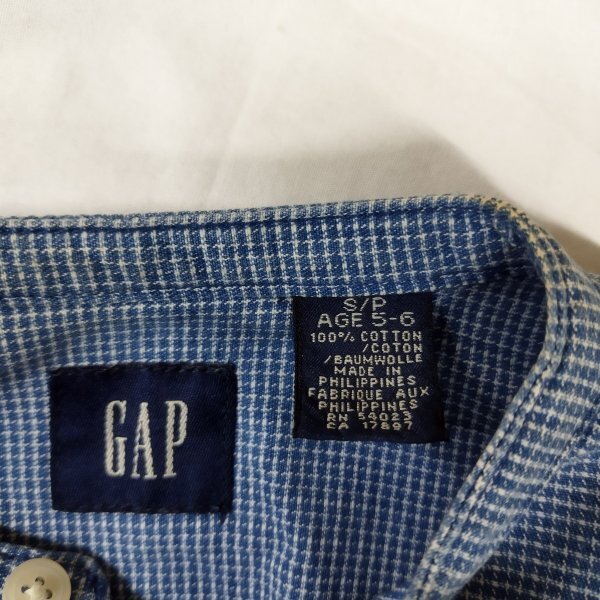 GAP
S/P
AGE 5-6
100% COTTON
/COTON
/BAUMWOLLE
MADE IN
PHILIPPINES
FABRIQUE AUX
PHILIPPINES
RN 54023
CA 17897